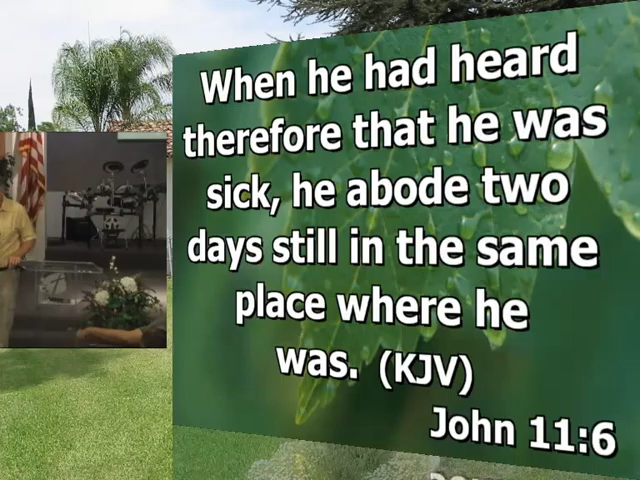 When he had heard
therefore that he was
sick, he abode two
days still in the same
place where he
was. (KJV)
John 11:6